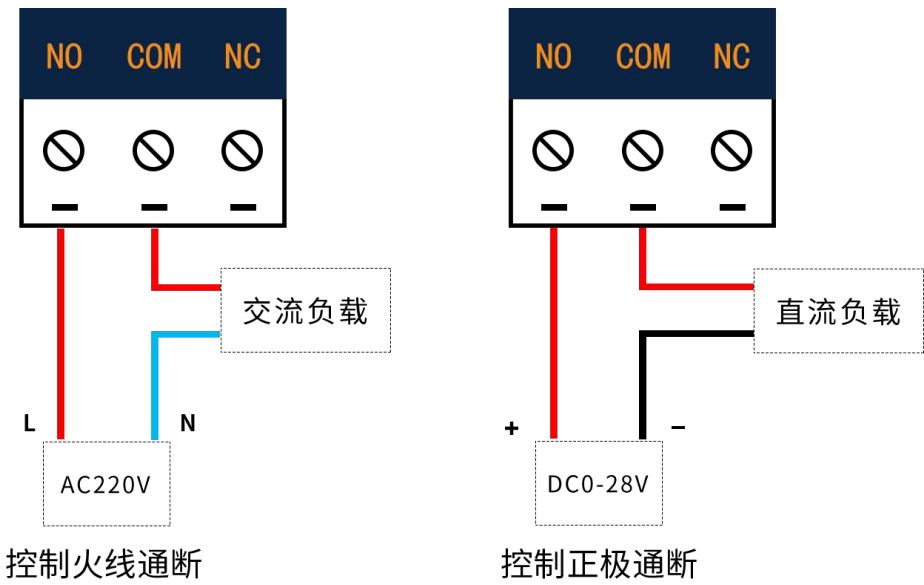 NO COM NC
交流负载
L N
AC220V
控制火线通断
NO COM NC
直流负载
+ −
DC0-28V
控制正极通断